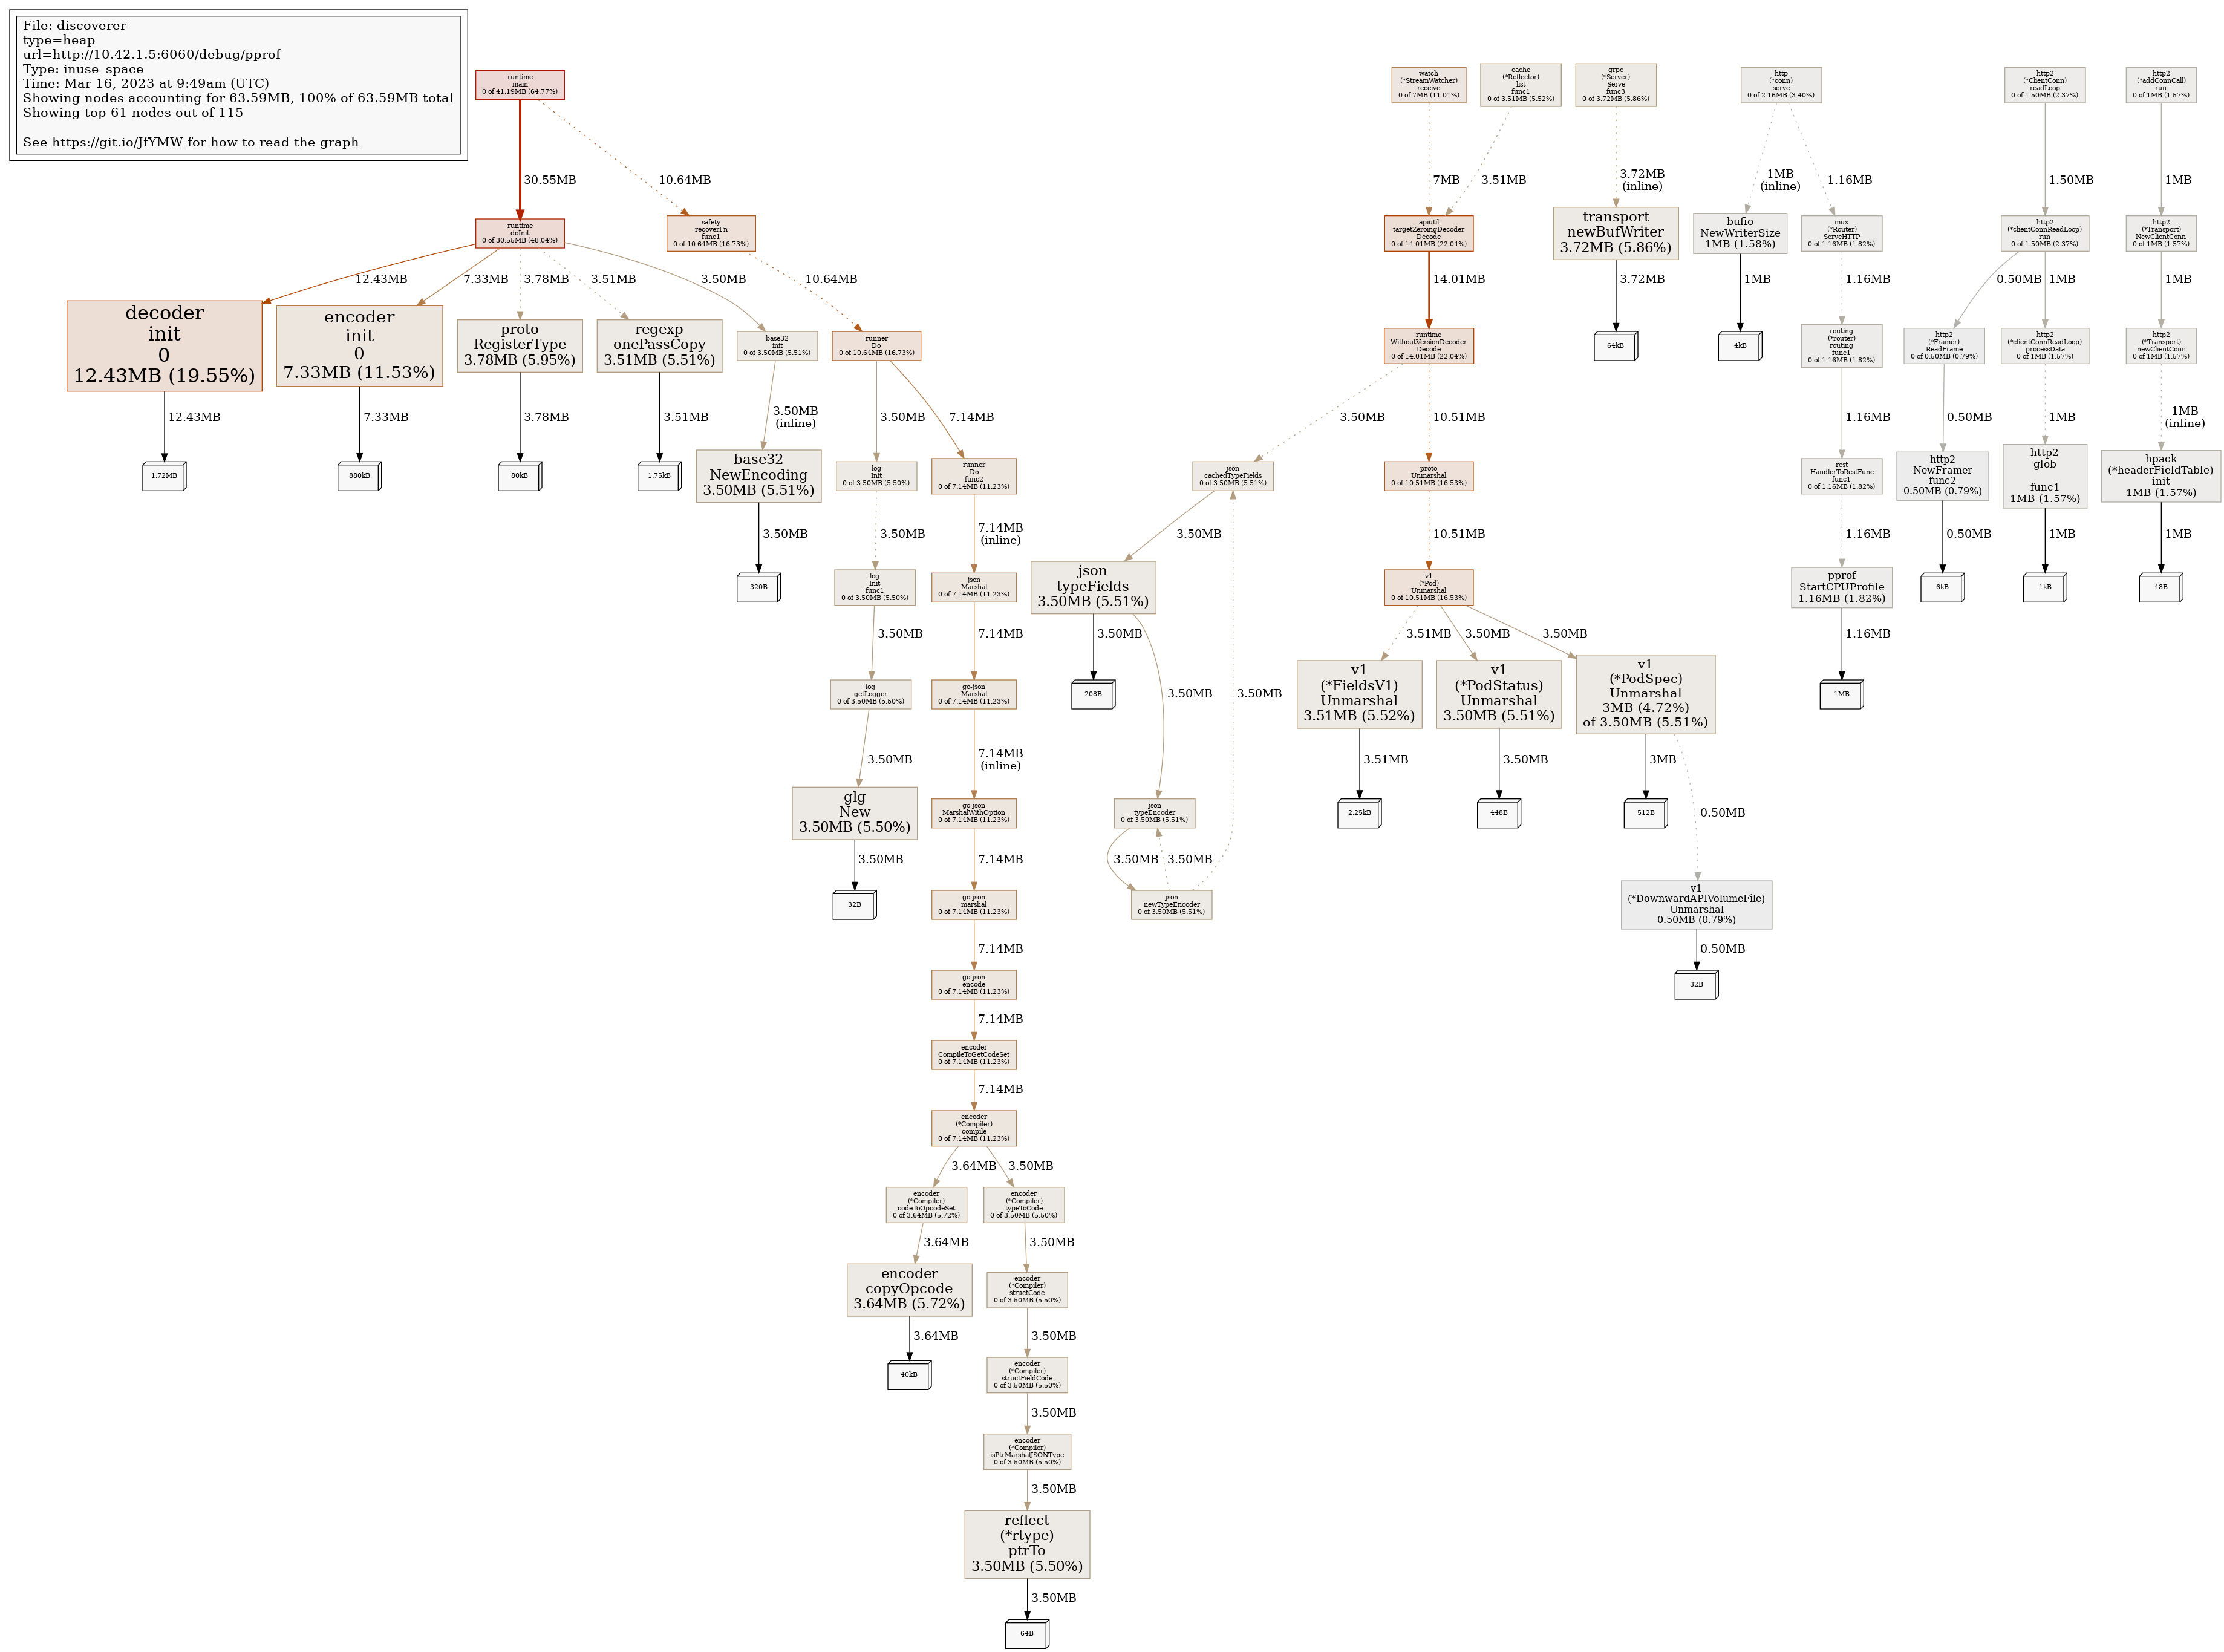 File: discoverer
type=heap
url=http://10.42.1.5:6060/debug/pprof
Type: inuse_space
Time: Mar 16, 2023 at 9:49am (UTC)
Showing nodes accounting for 63.59MB, 100% of 63.59MB total
Showing top 61 nodes out of 115
See https://git.io/JfYMW for how to read the graph
runtime
main
0 of 41.19MB (64.77%)
30.55MB
10.64MB
runtime
doInit
0 of 30.55MB (48.04%)
safety
recoverFn
func1
0 of 10.64MB (16.73%)
12.43MB
7.33MB
3.78MB
3.51MB
3.50MB
10.64MB
decoder
init
0
12.43MB (19.55%)
12.43MB
1.72MB
encoder
init
0
7.33MB (11.53%)
7.33MB
880kB
proto
RegisterType
3.78MB (5.95%)
3.78MB
80kB
regexp
onePassCopy
3.51MB (5.51%)
3.51MB
1.75kB
base32
init
0 of 3.50MB (5.51%)
3.50MB
(inline)
base32
NewEncoding
3.50MB (5.51%)
3.50MB
320B
runner
Do
0 of 10.64MB (16.73%)
3.50MB
7.14MB
log
Init
0 of 3.50MB (5.50%)
3.50MB
log
Init
func1
0 of 3.50MB (5.50%)
3.50MB
log
getLogger
0 of 3.50MB (5.50%)
3.50MB
glg
New
3.50MB (5.50%)
3.50MB
32B
runner
Do
func2
0 of 7.14MB (11.23%)
7.14MB
(inline)
json
Marshal
0 of 7.14MB (11.23%)
7.14MB
go-json
Marshal
0 of 7.14MB (11.23%)
7.14MB
(inline)
go-json
MarshalWithOption
0 of 7.14MB (11.23%)
7.14MB
go-json
marshal
0 of 7.14MB (11.23%)
7.14MB
go-json
encode
0 of 7.14MB (11.23%)
7.14MB
encoder
CompileToGetCodeSet
0 of 7.14MB (11.23%)
7.14MB
encoder
(*Compiler)
compile
0 of 7.14MB (11.23%)
3.64MB
3.50MB
encoder
(*Compiler)
codeToOpcodeSet
0 of 3.64MB (5.72%)
3.64MB
encoder
copyOpcode
3.64MB (5.72%)
3.64MB
40kB
encoder
(*Compiler)
typeToCode
0 of 3.50MB (5.50%)
3.50MB
encoder
(*Compiler)
structCode
0 of 3.50MB (5.50%)
3.50MB
encoder
(*Compiler)
structFieldCode
0 of 3.50MB (5.50%)
3.50MB
encoder
(*Compiler)
isPtrMarshalJSONType
0 of 3.50MB (5.50%)
3.50MB
reflect
(*rtype)
ptrTo
3.50MB (5.50%)
3.50MB
64B
watch
(*StreamWatcher)
receive
0 of 7MB (11.01%)
7MB
cache
(*Reflector)
list
func1
0 of 3.51MB (5.52%)
3.51MB
apiutil
targetZeroingDecoder
Decode
0 of 14.01MB (22.04%)
14.01MB
runtime
WithoutVersionDecoder
Decode
0 of 14.01MB (22.04%)
3.50MB
10.51MB
json
cachedTypeFields
0 of 3.50MB (5.51%)
3.50MB
json
typeFields
3.50MB (5.51%)
3.50MB
208B
3.50MB
3.50MB
json
typeEncoder
0 of 3.50MB (5.51%)
3.50MB
3.50MB
json
newTypeEncoder
0 of 3.50MB (5.51%)
proto
Unmarshal
0 of 10.51MB (16.53%)
10.51MB
v1
(*Pod)
Unmarshal
0 of 10.51MB (16.53%)
3.51MB
3.50MB
3.50MB
v1
(*FieldsV1)
Unmarshal
3.51MB (5.52%)
3.51MB
2.25kB
v1
(*PodStatus)
Unmarshal
3.50MB (5.51%)
3.50MB
448B
v1
(*PodSpec)
Unmarshal
3MB (4.72%)
of 3.50MB (5.51%)
3MB
512B
0.50MB
v1
(*DownwardAPIVolumeFile)
Unmarshal
0.50MB (0.79%)
0.50MB
32B
grpc
(*Server)
Serve
func3
0 of 3.72MB (5.86%)
3.72MB
(inline)
transport
newBufWriter
3.72MB (5.86%)
3.72MB
64kB
http
(*conn)
serve
0 of 2.16MB (3.40%)
1MB
(inline)
1.16MB
bufio
NewWriterSize
1MB (1.58%)
1MB
4kB
mux
(*Router)
ServeHTTP
0 of 1.16MB (1.82%)
1.16MB
routing
(*router)
routing
func1
0 of 1.16MB (1.82%)
1.16MB
rest
HandlerToRestFunc
func1
0 of 1.16MB (1.82%)
1.16MB
pprof
StartCPUProfile
1.16MB (1.82%)
1.16MB
1MB
http2
(*ClientConn)
readLoop
0 of 1.50MB (2.37%)
1.50MB
http2
(*clientConnReadLoop)
run
0 of 1.50MB (2.37%)
0.50MB
1MB
http2
(*Framer)
ReadFrame
0 of 0.50MB (0.79%)
0.50MB
http2
NewFramer
func2
0.50MB (0.79%)
0.50MB
6kB
http2
(*clientConnReadLoop)
processData
0 of 1MB (1.57%)
1MB
http2
glob
func1
1MB (1.57%)
1MB
1kB
http2
(*addConnCall)
run
0 of 1MB (1.57%)
1MB
http2
(*Transport)
NewClientConn
0 of 1MB (1.57%)
1MB
http2
(*Transport)
newClientConn
0 of 1MB (1.57%)
1MB
(inline)
hpack
(*headerFieldTable)
init
1MB (1.57%)
1MB
48B